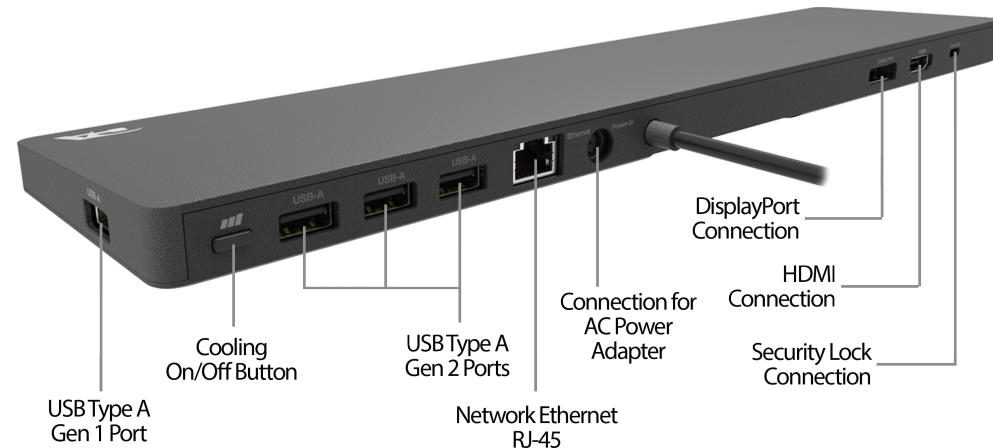 USB-A
USB-A
USB-A
USB-A
Ethernet
Power-In
HDMI
DisplayPort
Connection
HDMI
Connection
Security Lock
Connection
Connection for
AC Power
Adapter
USB Type A
Gen 2 Ports
Cooling
On/Off Button
USB Type A
Gen 1 Port
Network Ethernet
RJ-45